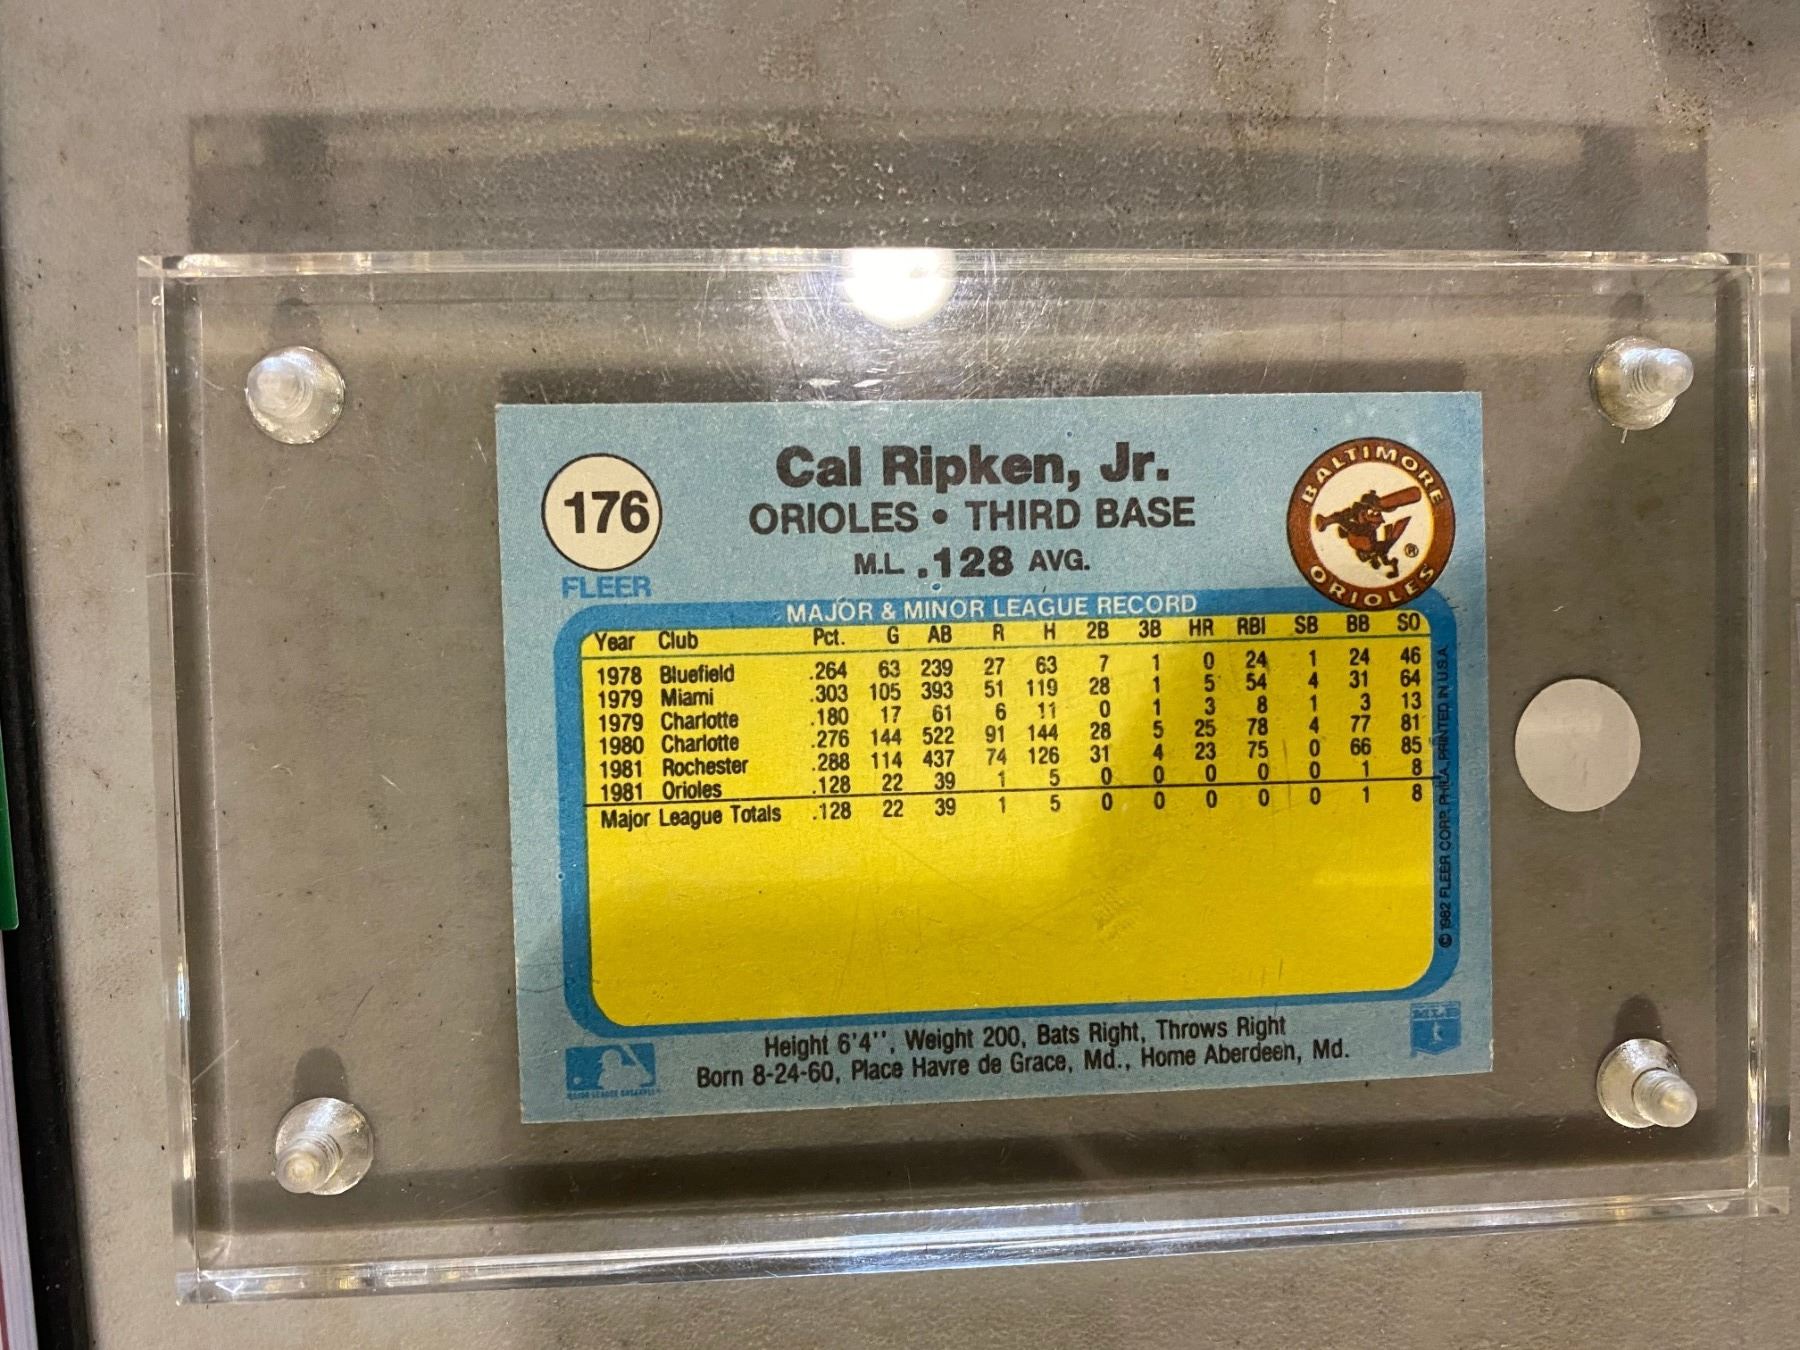 176
FLEER
Cal Ripken, Jr.
ORIOLES • THIRD BASE
M.L .128 AVG.
BALTIMORE
ORIOLES
®
MAJOR & MINOR LEAGUE RECORD
Year Club Pct. G AB R H 2B 3B HR RBI SB BB SO
1978 Bluefield .264 63 239 27 63 7 1 0 24 1 24 46
1979 Miami .303 105 393 51 119 28 1 5 54 4 31 64
1979 Charlotte .180 17 61 6 11 0 1 3 8 1 3 13
1980 Charlotte .276 144 522 91 144 28 5 25 78 4 77 81
1981 Rochester .288 114 437 74 126 31 4 23 75 0 66 85
1981 Orioles .128 22 39 1 5 0 0 0 0 0 1 8
Major League Totals .128 22 39 1 5 0 0 0 0 0 1 8
© 1982 FLEER CORP. PHILA. PRINTED IN U.S.A.
Height 6'4'', Weight 200, Bats Right, Throws Right
Born 8-24-60, Place Havre de Grace, Md., Home Aberdeen, Md.
MAJOR LEAGUE BASEBALL